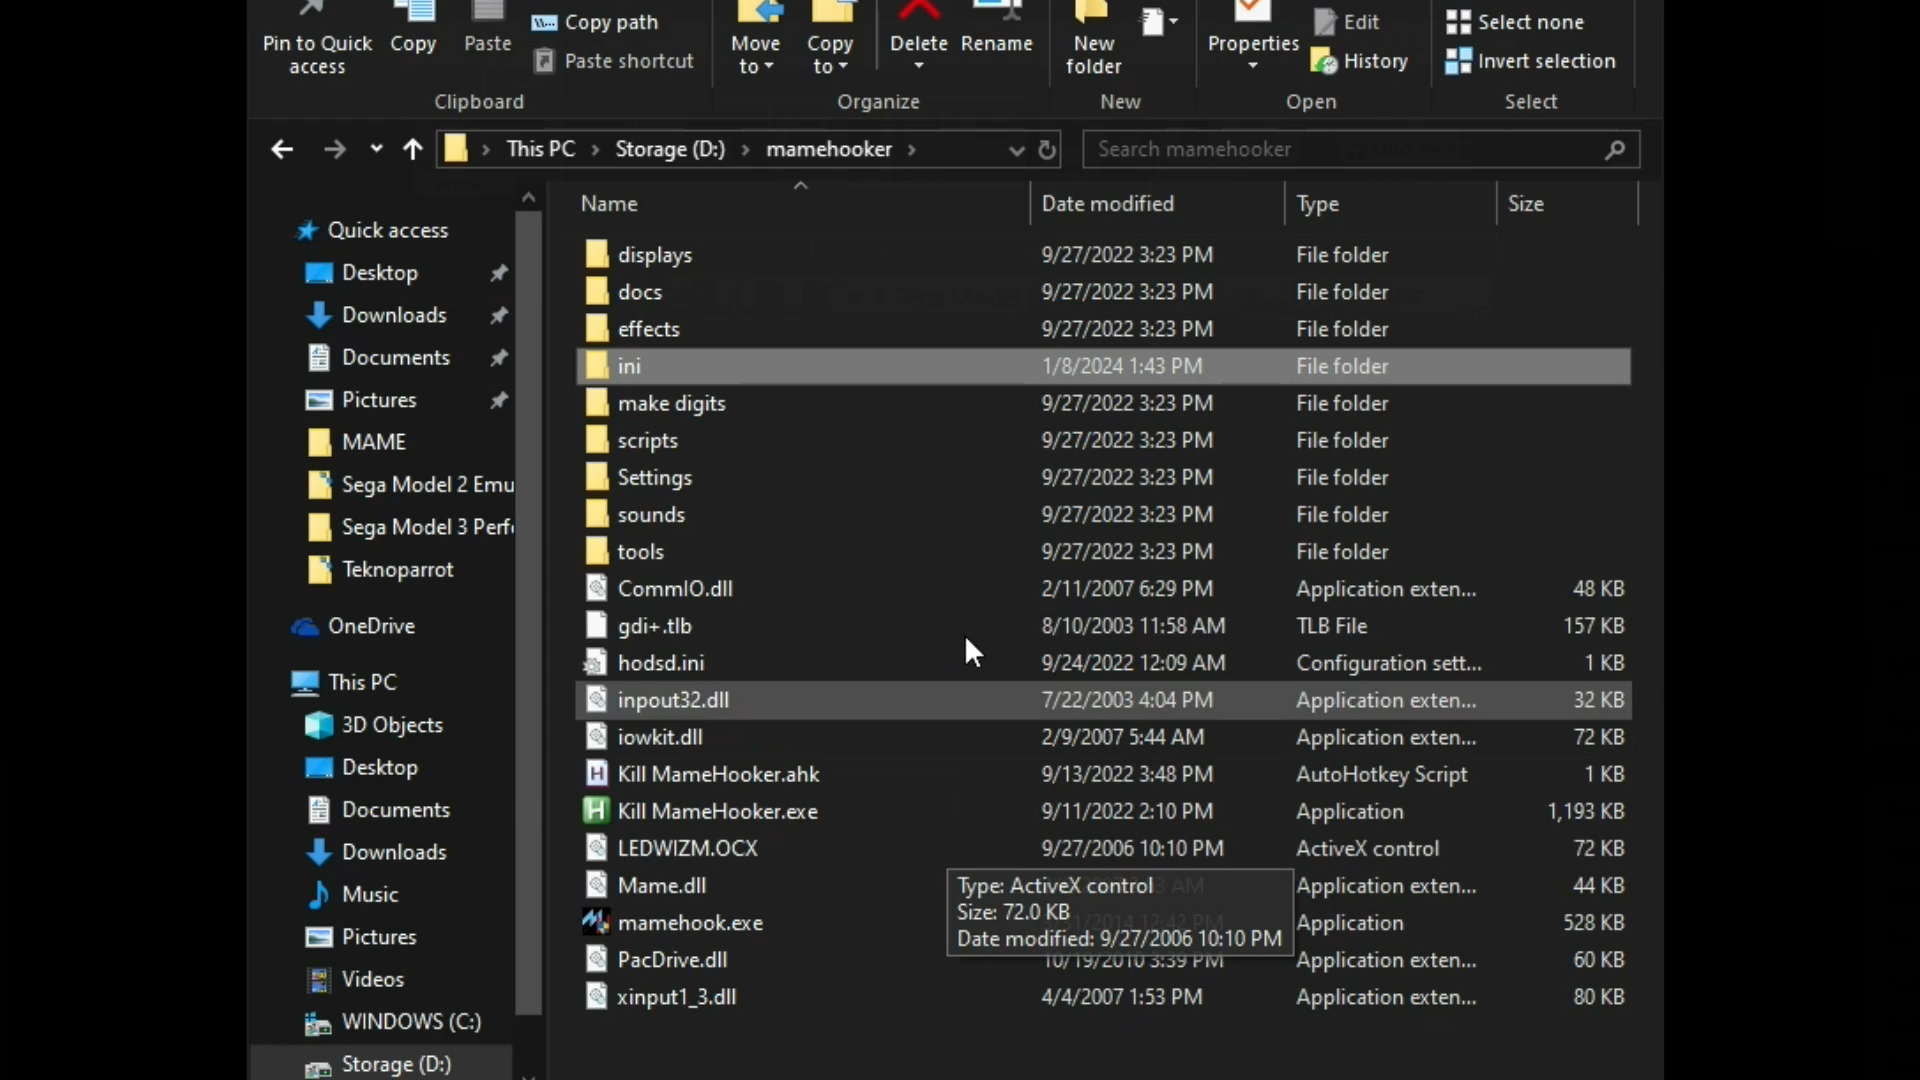 Pin to Quick access
Copy
Paste
Copy path
Paste shortcut
Move to
Copy to
Delete
Rename
New folder
Properties
Edit
History
Select none
Invert selection
Clipboard
Organize
New
Open
Select
This PC > Storage (D:) > mamehooker >
Search mamehooker
Name Date modified Type Size
Quick access
Desktop
Downloads
Documents
Pictures
MAME
Sega Model 2 Emu
Sega Model 3 Perf
Teknoparrot
OneDrive
This PC
3D Objects
Desktop
Documents
Downloads
Music
Pictures
Videos
WINDOWS (C:)
Storage (D:)
displays 9/27/2022 3:23 PM File folder
docs 9/27/2022 3:23 PM File folder
effects 9/27/2022 3:23 PM File folder
ini 1/8/2024 1:43 PM File folder
make digits 9/27/2022 3:23 PM File folder
scripts 9/27/2022 3:23 PM File folder
Settings 9/27/2022 3:23 PM File folder
sounds 9/27/2022 3:23 PM File folder
tools 9/27/2022 3:23 PM File folder
CommIO.dll 2/11/2007 6:29 PM Application exten... 48 KB
gdi+.tlb 8/10/2003 11:58 AM TLB File 157 KB
hodsd.ini 9/24/2022 12:09 AM Configuration sett... 1 KB
inpout32.dll 7/22/2003 4:04 PM Application exten... 32 KB
iowkit.dll 2/9/2007 5:44 AM Application exten... 72 KB
Kill MameHooker.ahk 9/13/2022 3:48 PM AutoHotkey Script 1 KB
Kill MameHooker.exe 9/11/2022 2:10 PM Application 1,193 KB
LEDWIZM.OCX 9/27/2006 10:10 PM ActiveX control 72 KB
Mame.dll AM Application exten... 44 KB
mamehook.exe 2014 12:42 PM Application 528 KB
PacDrive.dll 10/19/2010 3:39 PM Application exten... 60 KB
xinput1_3.dll 4/4/2007 1:53 PM Application exten... 80 KB
Type: ActiveX control
Size: 72.0 KB
Date modified: 9/27/2006 10:10 PM